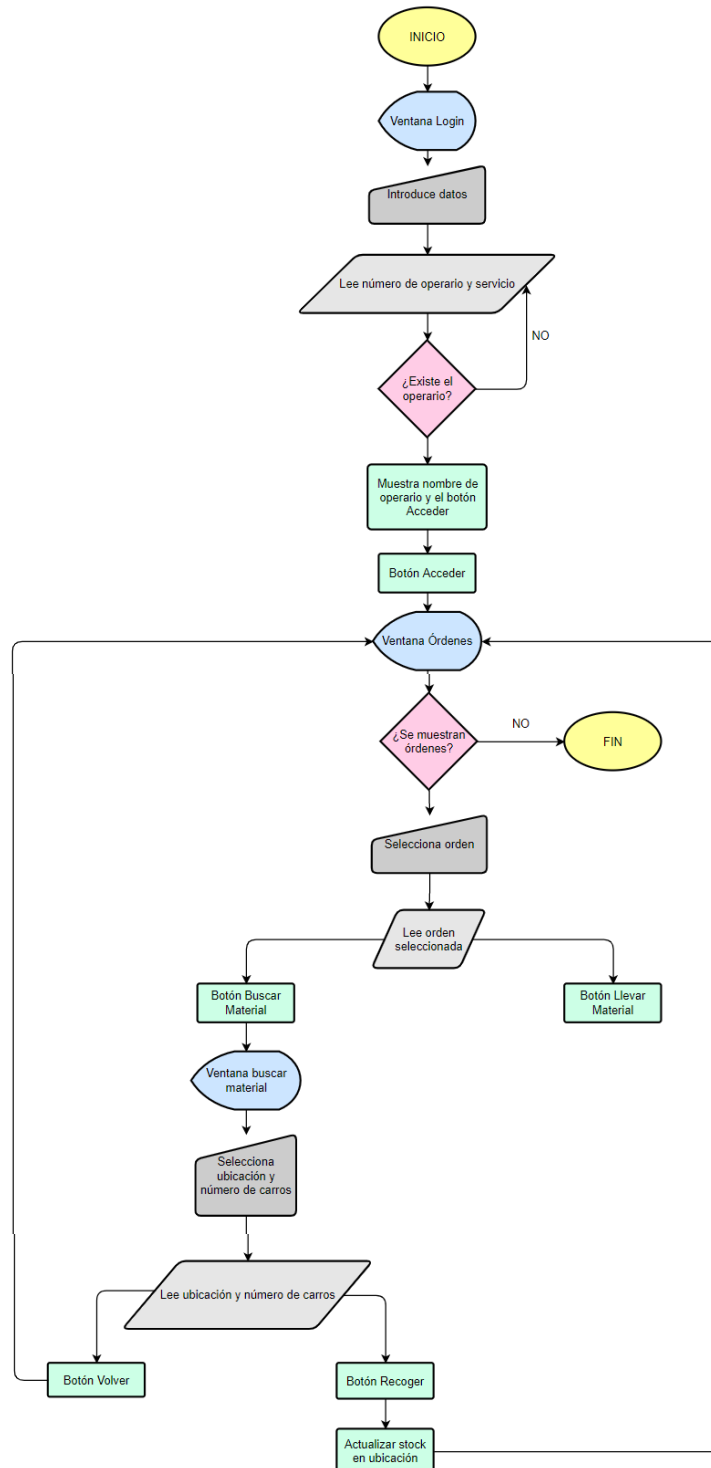 INICIO
Ventana Login
Introduce datos
Lee número de operario y servicio
NO
¿Existe el
operario?
Muestra nombre de
operario y el botón
Acceder
Botón Acceder
Ventana Órdenes
¿Se muestran
órdenes?
NO
FIN
Selecciona orden
Lee orden
seleccionada
Botón Buscar
Material
Botón Llevar
Material
Ventana buscar
material
Selecciona
ubicación y
número de carros
Lee ubicación y número de carros
Botón Volver
Botón Recoger
Actualizar stock
en ubicación